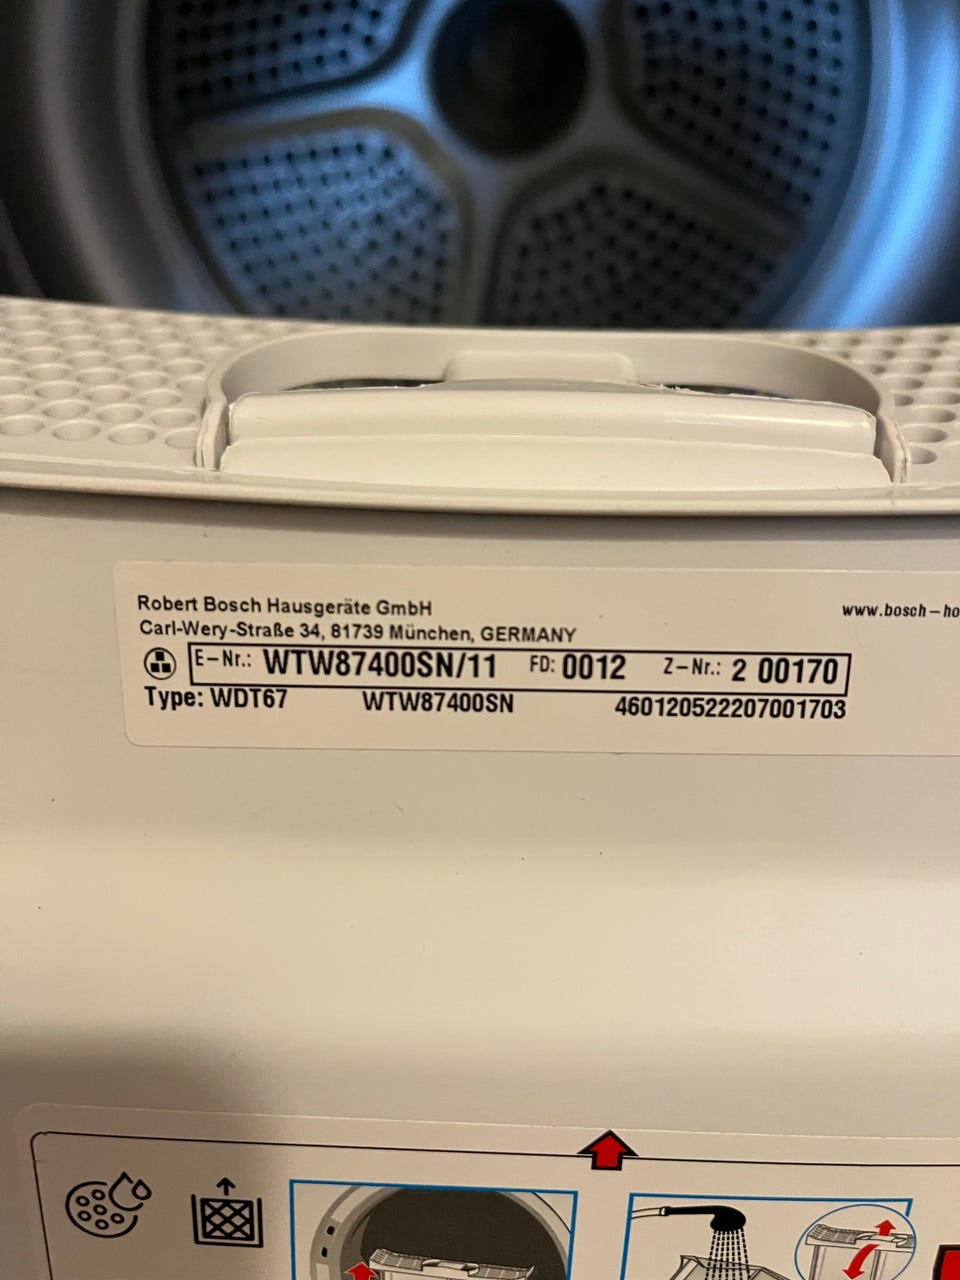 Robert Bosch Hausgeräte GmbH
www.bosch-ho
Carl-Wery-Straße 34, 81739 München, GERMANY
E-Nr.: WTW87400SN/11 FD: 0012 Z-Nr.: 2 00170
Type: WDT67 WTW87400SN 460120522207001703